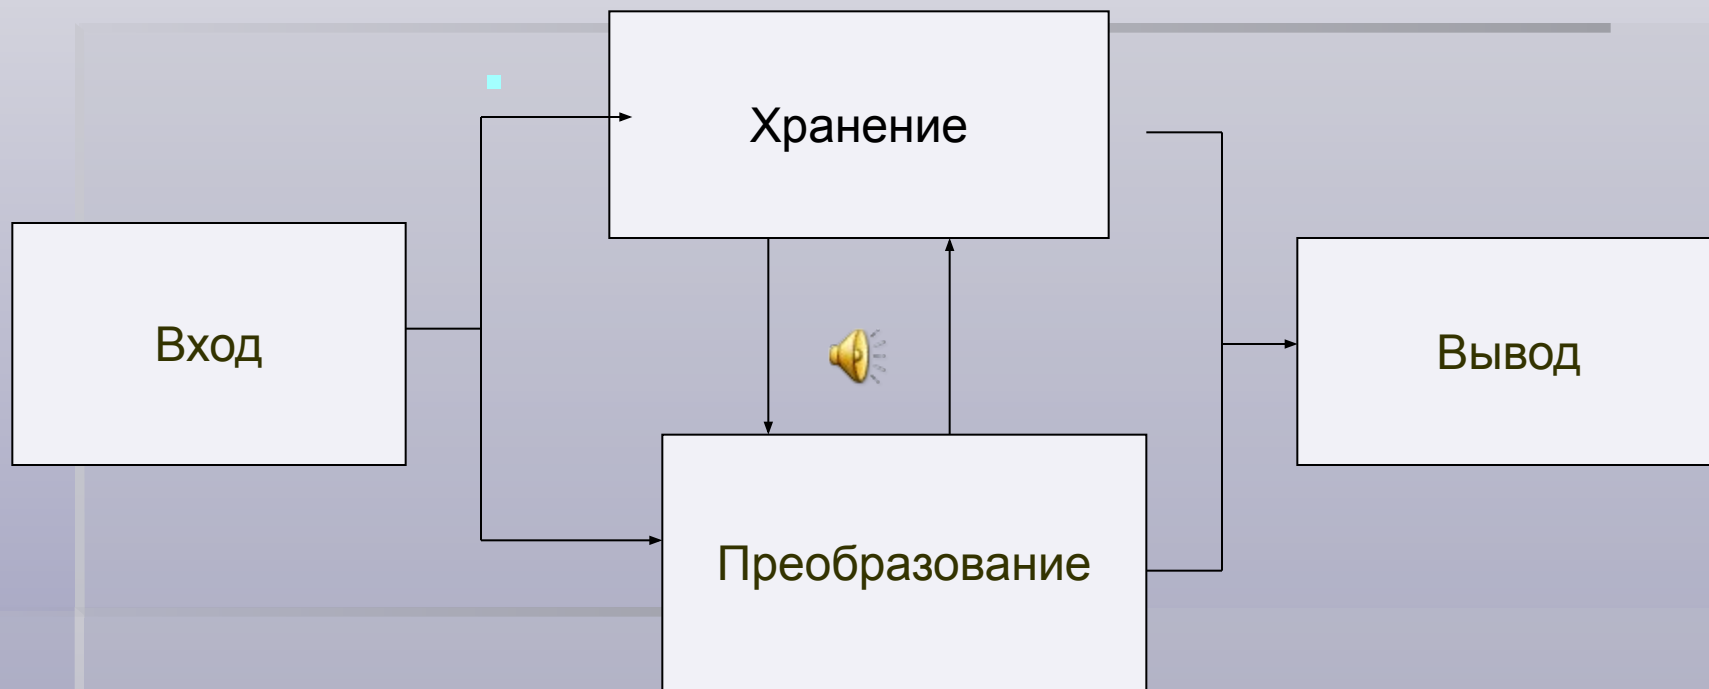 Хранение
Вход
Вывод
Преобразование